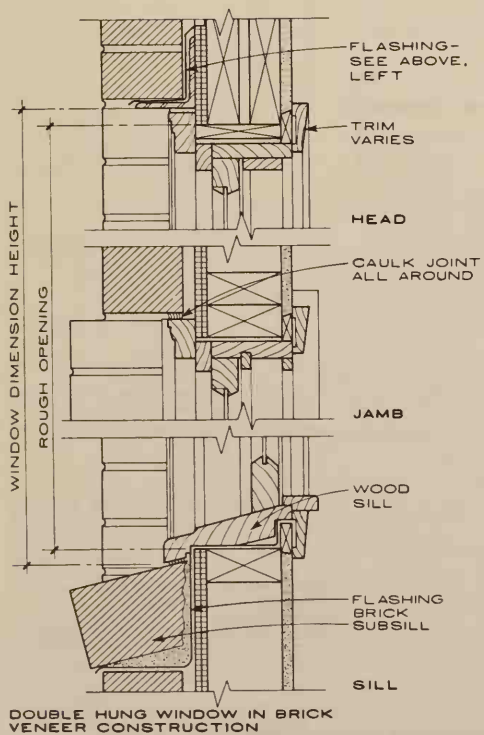 FLASHING-
SEE ABOVE,
LEFT
TRIM
VARIES
HEAD
CAULK JOINT
ALL AROUND
WINDOW DIMENSION HEIGHT
ROUGH OPENING
JAMB
WOOD
SILL
FLASHING
BRICK
SUBSILL
SILL
DOUBLE HUNG WINDOW IN BRICK
VENEER CONSTRUCTION